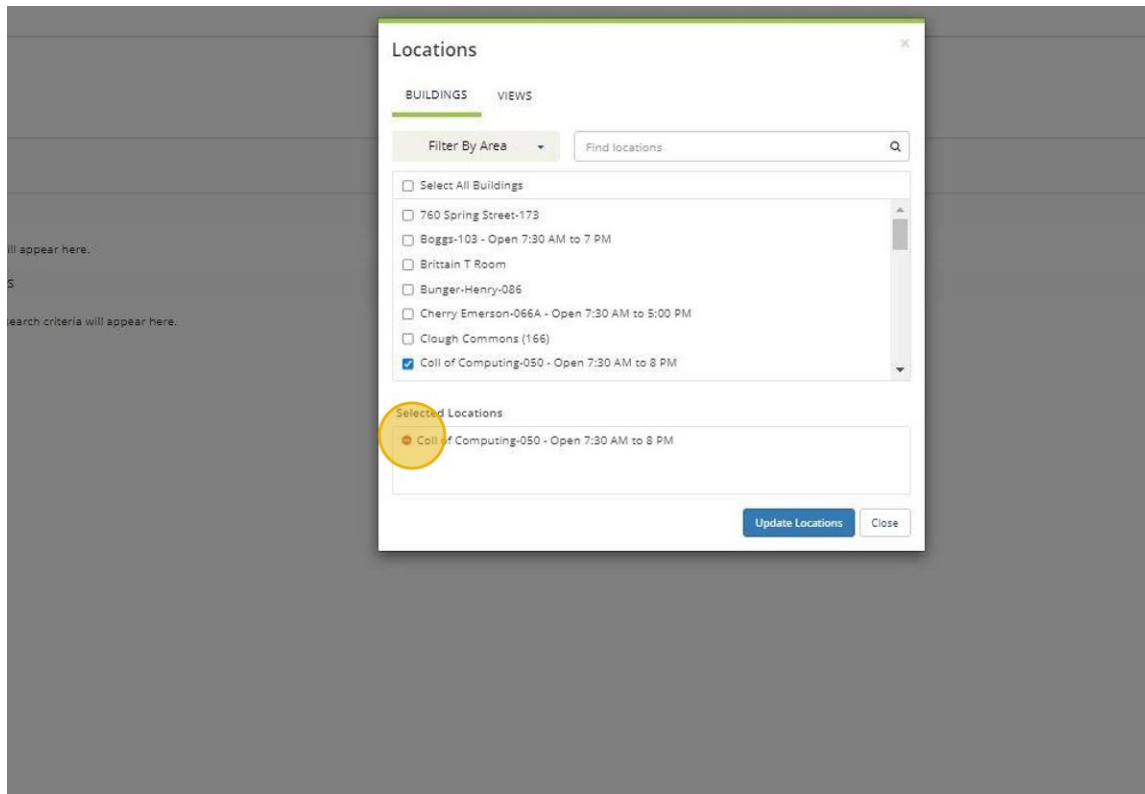 Locations
×
BUILDINGS VIEWS
Filter By Area
Find locations
Select All Buildings
760 Spring Street-173
Boggs-103 - Open 7:30 AM to 7 PM
ill appear here.
Brittain T Room
s
Bunger-Henry-086
Cherry Emerson-066A - Open 7:30 AM to 5:00 PM
earch criteria will appear here.
Clough Commons (166)
Coll of Computing-050 - Open 7:30 AM to 8 PM
Selected Locations
Coll of Computing-050 - Open 7:30 AM to 8 PM
Update Locations Close